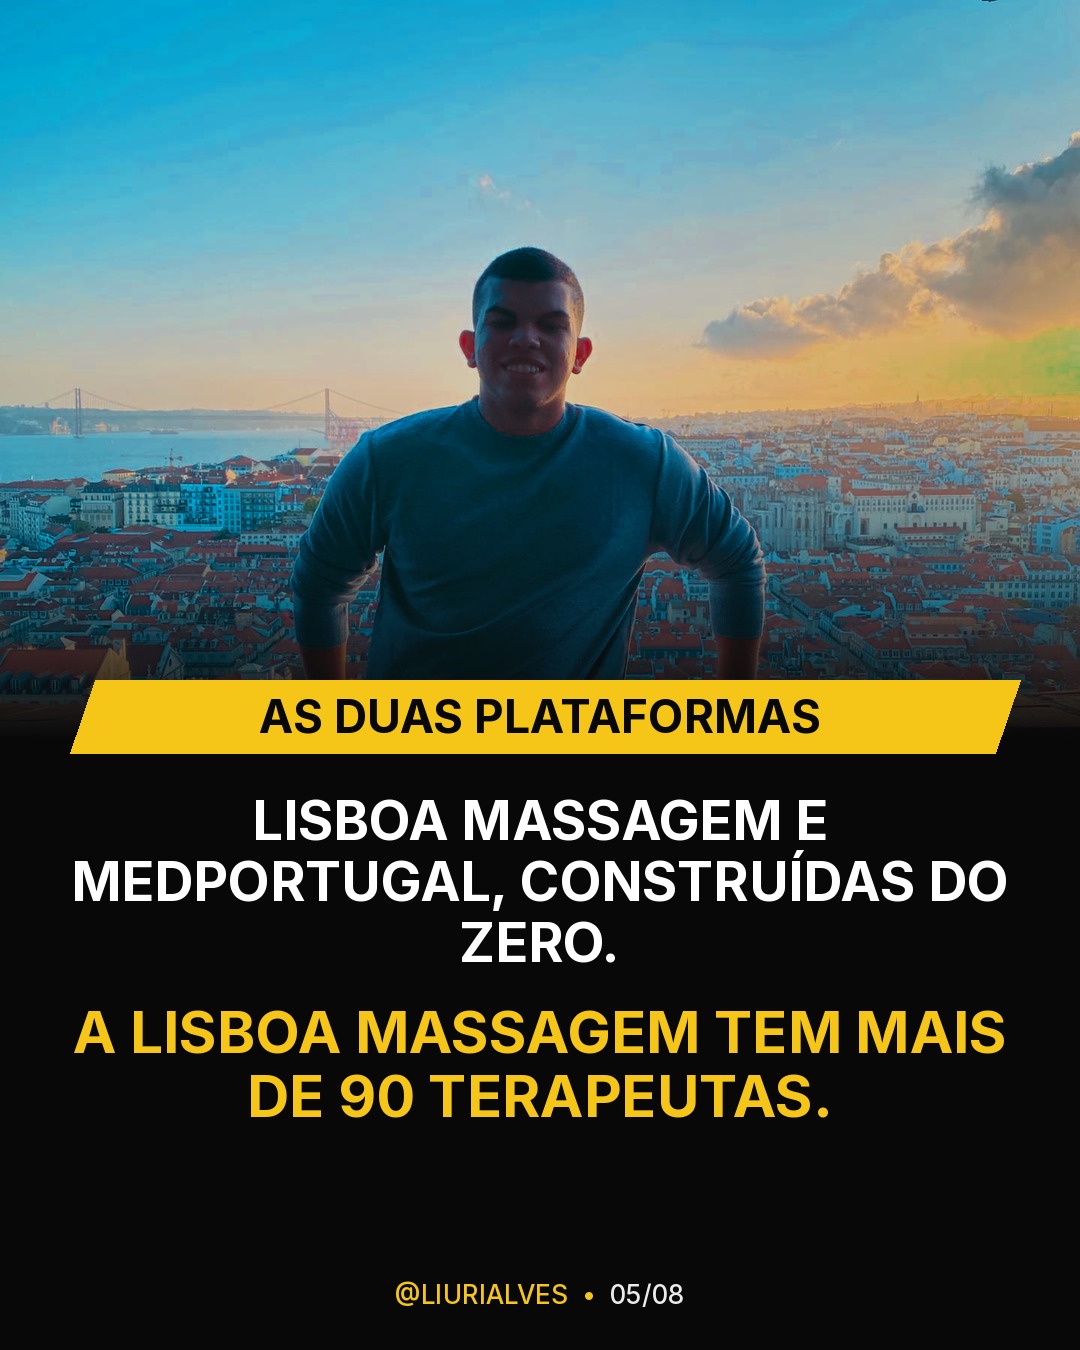 AS DUAS PLATAFORMAS
LISBOA MASSAGEM E
MEDPORTUGAL, CONSTRUÍDAS DO
ZERO.
A LISBOA MASSAGEM TEM MAIS
DE 90 TERAPEUTAS.
@LIURIALVES • 05/08